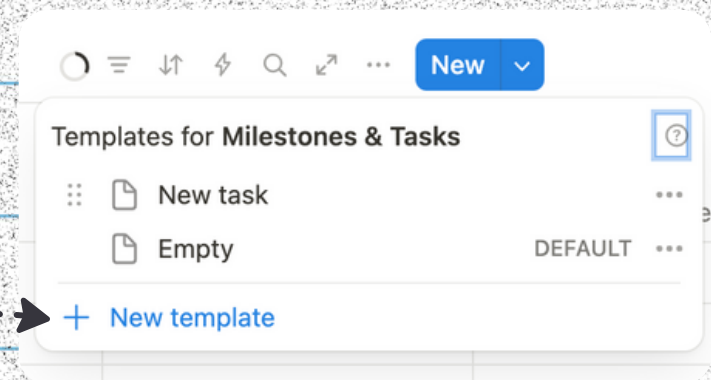 New
Templates for Milestones & Tasks
New task
Empty DEFAULT
+ New template